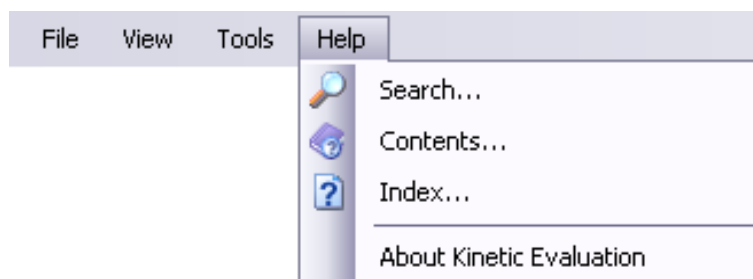 File View Tools Help
Search...
Contents...
Index...
About Kinetic Evaluation